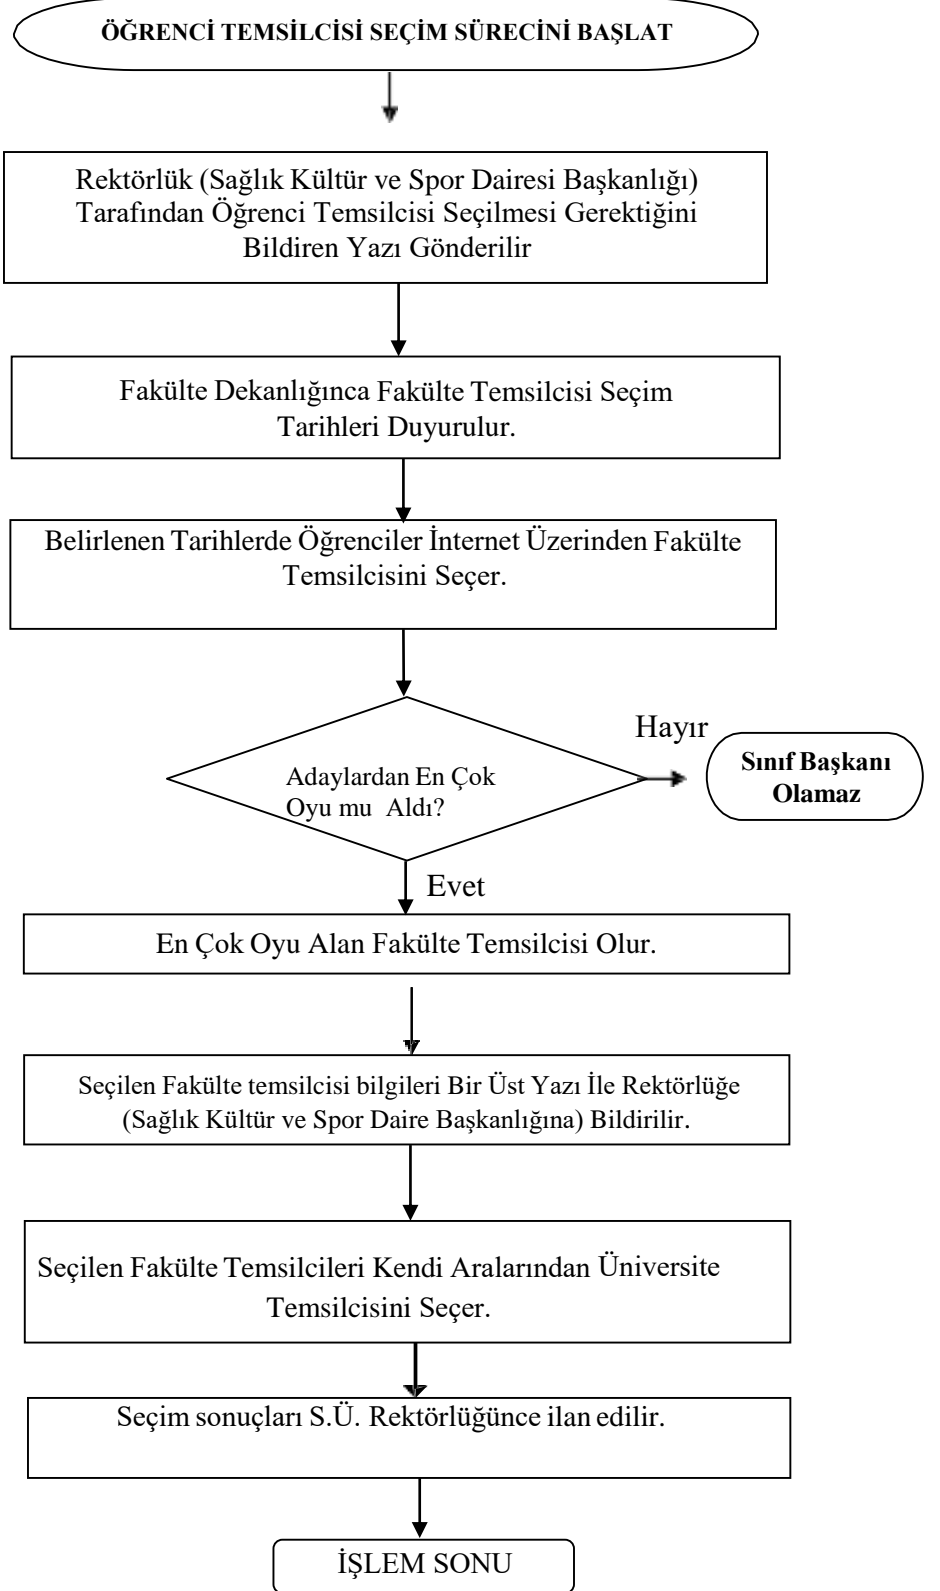 ÖĞRENCİ TEMSİLCİSİ SEÇİM SÜRECİNİ BAŞLAT
Rektörlük (Sağlık Kültür ve Spor Dairesi Başkanlığı)
Tarafından Öğrenci Temsilcisi Seçilmesi Gerektiğini
Bildiren Yazı Gönderilir
Fakülte Dekanlığınca Fakülte Temsilcisi Seçim
Tarihleri Duyurulur.
Belirlenen Tarihlerde Öğrenciler İnternet Üzerinden Fakülte
Temsilcisini Seçer.
Hayır
Adaylardan En Çok
Oyu mu Aldı?
Sınıf Başkanı
Olamaz
Evet
En Çok Oyu Alan Fakülte Temsilcisi Olur.
Seçilen Fakülte temsilcisi bilgileri Bir Üst Yazı İle Rektörlüğe
(Sağlık Kültür ve Spor Daire Başkanlığına) Bildirilir.
Seçilen Fakülte Temsilcileri Kendi Aralarından Üniversite
Temsilcisini Seçer.
Seçim sonuçları S.Ü. Rektörlüğünce ilan edilir.
İŞLEM SONU